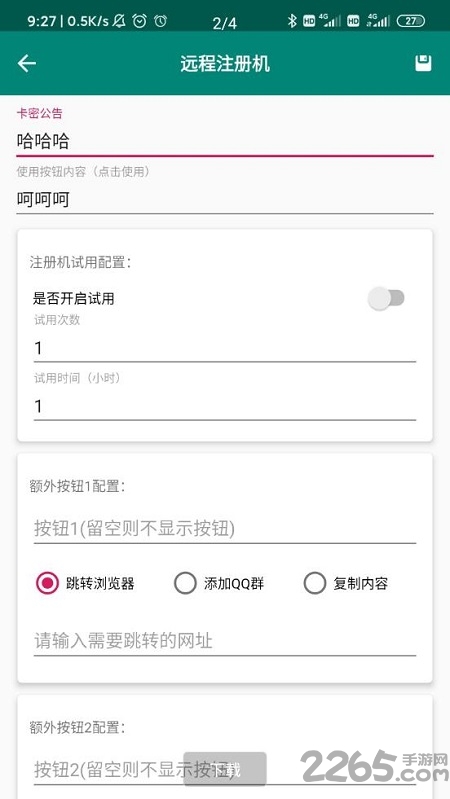 9:27 | 0.5K/s
2/4
HD 4G HD 4G 27
远程注册机
卡密公告
哈哈哈
使用按钮内容（点击使用）
呵呵呵
注册机试用配置：
是否开启试用
试用次数
1
试用时间（小时）
1
额外按钮1配置：
按钮1(留空则不显示按钮)
跳转浏览器 添加QQ群 复制内容
请输入需要跳转的网址
额外按钮2配置：
按钮2(留空则不显示按钮)
下载
2265.com手游网